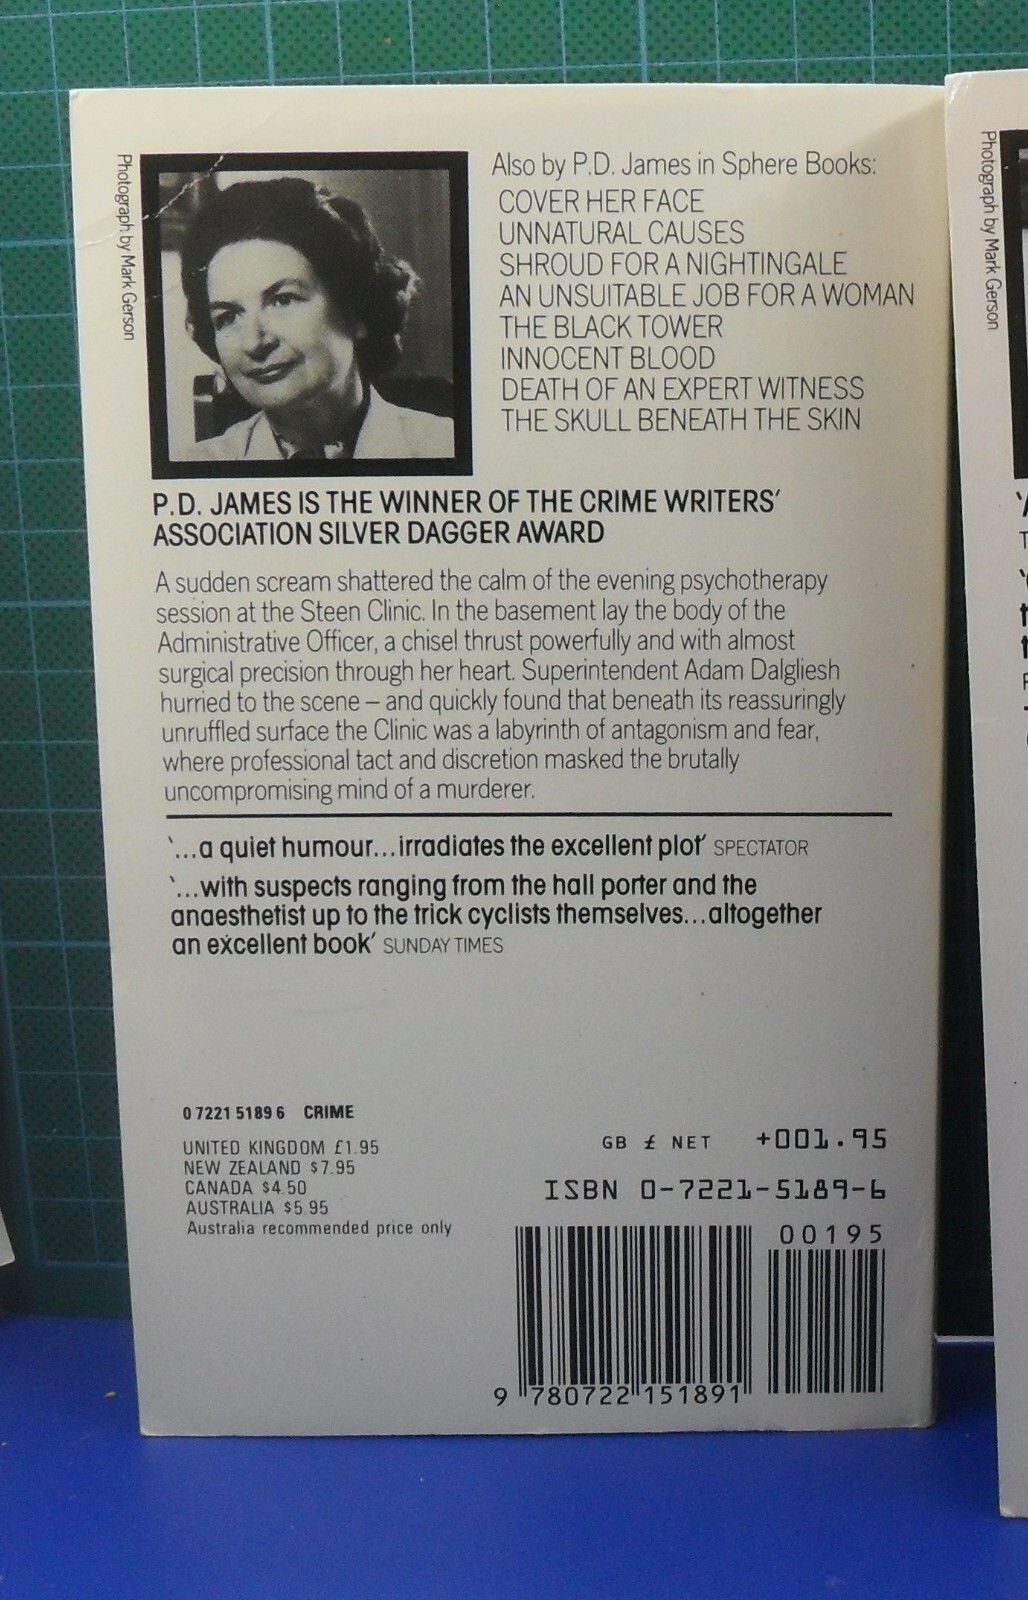 Photograph by Mark Gerson
Also by P.D. James in Sphere Books:
COVER HER FACE
UNNATURAL CAUSES
SHROUD FOR A NIGHTINGALE
AN UNSUITABLE JOB FOR A WOMAN
THE BLACK TOWER
INNOCENT BLOOD
DEATH OF AN EXPERT WITNESS
THE SKULL BENEATH THE SKIN
P.D. JAMES IS THE WINNER OF THE CRIME WRITERS'
ASSOCIATION SILVER DAGGER AWARD
A sudden scream shattered the calm of the evening psychotherapy
session at the Steen Clinic. In the basement lay the body of the
Administrative Officer, a chisel thrust powerfully and with almost
surgical precision through her heart. Superintendent Adam Dalgliesh
hurried to the scene – and quickly found that beneath its reassuringly
unruffled surface the Clinic was a labyrinth of antagonism and fear,
where professional tact and discretion masked the brutally
uncompromising mind of a murderer.
'...a quiet humour...irradiates the excellent plot' SPECTATOR
'...with suspects ranging from the hall porter and the
anaesthetist up to the trick cyclists themselves...altogether
an excellent book' SUNDAY TIMES
0 7221 5189 6 CRIME
UNITED KINGDOM £1.95
NEW ZEALAND $7.95
CANADA $4.50
AUSTRALIA $5.95
Australia recommended price only
GB £ NET +001.95
ISBN 0-7221-5189-6
00195
9 780722 151891
Photograph by Mark Gerson